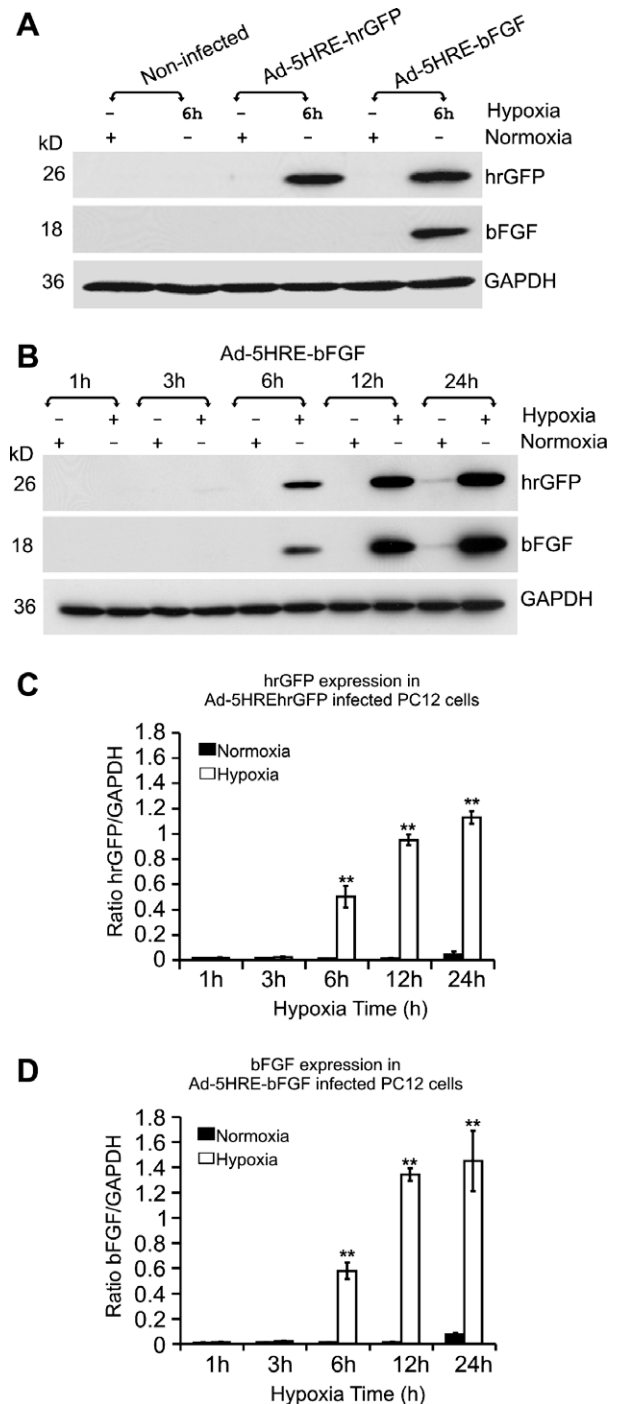 A
Non-infected Ad-5HRE-hrGFP Ad-5HRE-bFGF
– 6h – 6h – 6h Hypoxia
+ – + – + – Normoxia
kD
26 hrGFP
18 bFGF
36 GAPDH
B
Ad-5HRE-bFGF
1h 3h 6h 12h 24h
– + – + – + – + – + Hypoxia
+ – + – + – + – + – Normoxia
kD
26 hrGFP
18 bFGF
36 GAPDH
C
hrGFP expression in
Ad-5HREhrGFP infected PC12 cells
Ratio hrGFP/GAPDH
1.8
1.6
1.4
1.2
1
0.8
0.6
0.4
0.2
0
Normoxia
Hypoxia
** ** **
1h 3h 6h 12h 24h
Hypoxia Time (h)
D
bFGF expression in
Ad-5HRE-bFGF infected PC12 cells
Ratio bFGF/GAPDH
1.8
1.6
1.4
1.2
1
0.8
0.6
0.4
0.2
0
Normoxia
Hypoxia
** ** **
1h 3h 6h 12h 24h
Hypoxia Time (h)